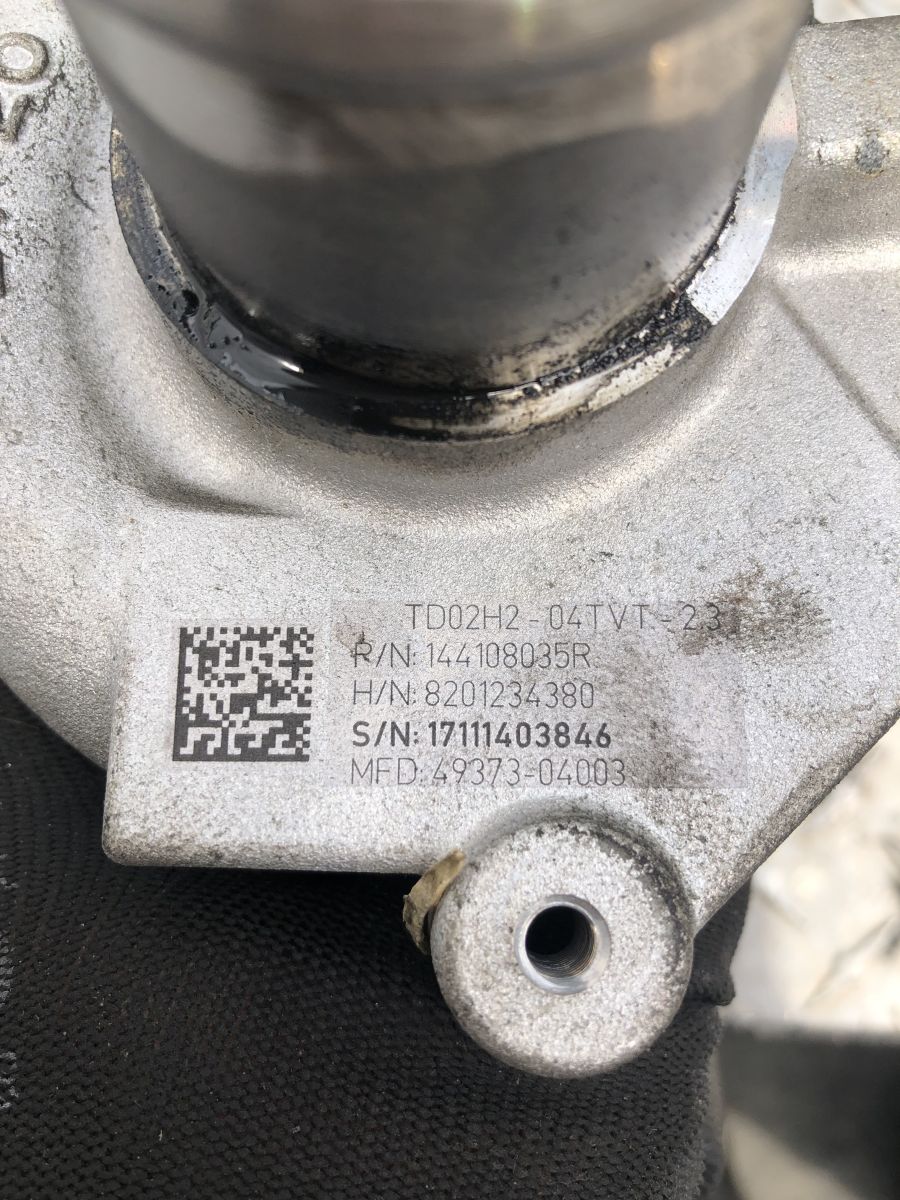 TD02H2 - 04TVT - 2.3
R/N: 144108035R
H/N: 8201234380
S/N: 17111403846
MFD: 49373-04003